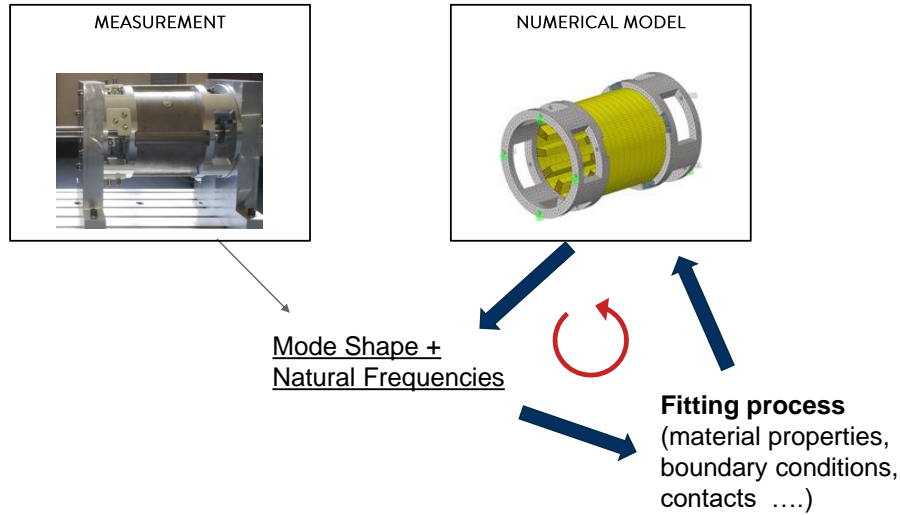 MEASUREMENT
NUMERICAL MODEL
Mode Shape +
Natural Frequencies
Fitting process
(material properties,
boundary conditions,
contacts ....)